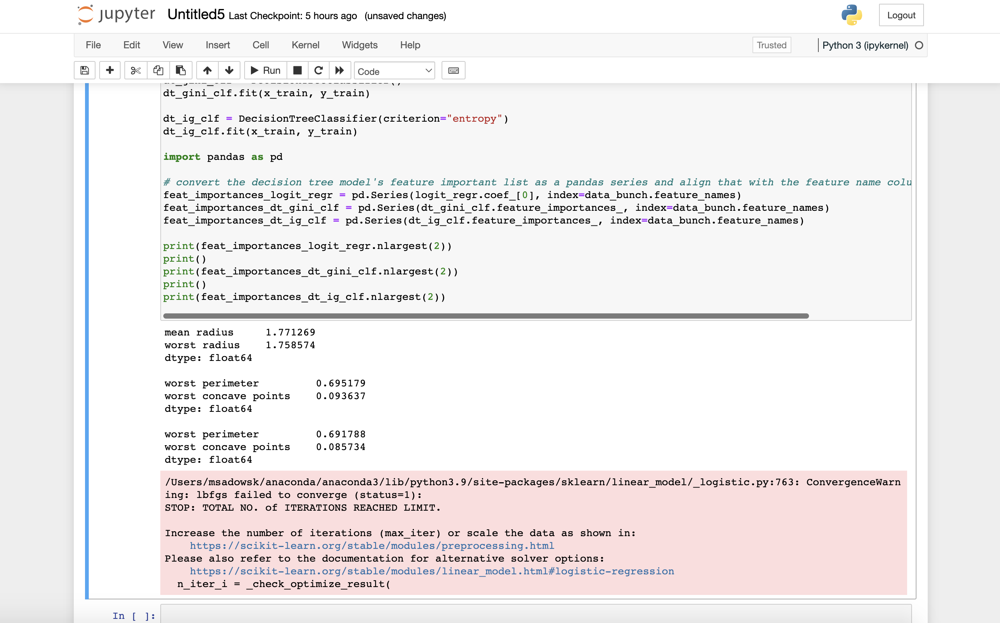 jupyter Untitled5 Last Checkpoint: 5 hours ago (unsaved changes)
Logout
File Edit View Insert Cell Kernel Widgets Help
Trusted
Python 3 (ipykernel)
Run
Code
dt_gini_clf.fit(x_train, y_train)
dt_ig_clf = DecisionTreeClassifier(criterion="entropy")
dt_ig_clf.fit(x_train, y_train)
import pandas as pd
# convert the decision tree model's feature important list as a pandas series and align that with the feature name colu
feat_importances_logit_regr = pd.Series(logit_regr.coef_[0], index=data_bunch.feature_names)
feat_importances_dt_gini_clf = pd.Series(dt_gini_clf.feature_importances_, index=data_bunch.feature_names)
feat_importances_dt_ig_clf = pd.Series(dt_ig_clf.feature_importances_, index=data_bunch.feature_names)
print(feat_importances_logit_regr.nlargest(2))
print()
print(feat_importances_dt_gini_clf.nlargest(2))
print()
print(feat_importances_dt_ig_clf.nlargest(2))
mean radius 1.771269
worst radius 1.758574
dtype: float64
worst perimeter 0.695179
worst concave points 0.093637
dtype: float64
worst perimeter 0.691788
worst concave points 0.085734
dtype: float64
/Users/msadowsk/anaconda/anaconda3/lib/python3.9/site-packages/sklearn/linear_model/_logistic.py:763: ConvergenceWarn
ing: lbfgs failed to converge (status=1):
STOP: TOTAL NO. of ITERATIONS REACHED LIMIT.
Increase the number of iterations (max_iter) or scale the data as shown in:
https://scikit-learn.org/stable/modules/preprocessing.html
Please also refer to the documentation for alternative solver options:
https://scikit-learn.org/stable/modules/linear_model.html#logistic-regression
n_iter_i = _check_optimize_result(
In [ ]: